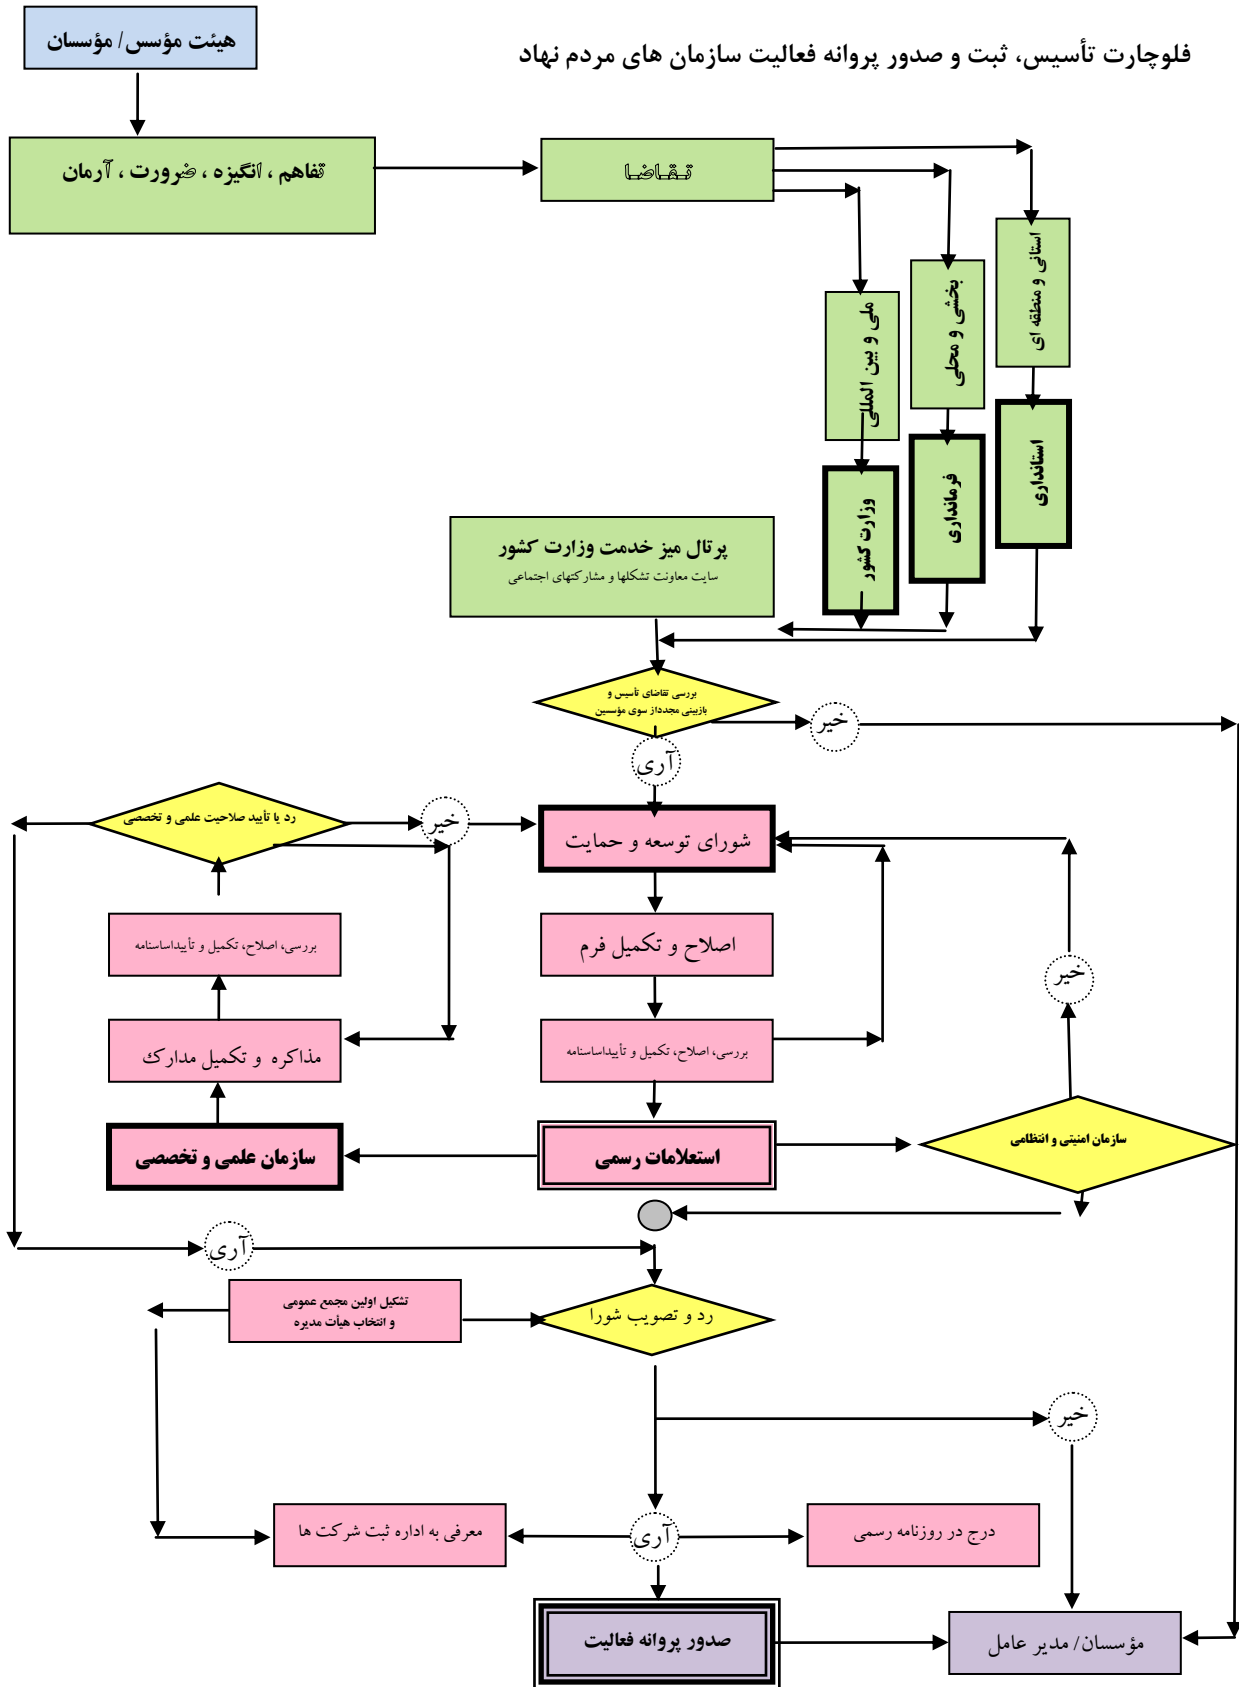 هیئت مؤسس/ مؤسسان
فلوچارت تأسیس، ثبت و صدور پروانه فعالیت سازمان های مردم نهاد
تفاهم ، انگیزه ، ضرورت ، آرمان
تـقـاضـا
استانی و منطقه ای
بخشی و محلی
ملی و بین المللی
استانداری
فرمانداری
وزارت کشور
پرتال میز خدمت وزارت کشور
سایت معاونت تشکلها و مشارکتهای اجتماعی
بررسی تقاضای تأسیس و
بازبینی مجدداز سوی مؤسسین
خیر
آری
رد یا تأیید صلاحیت علمی و تخصصی
خیر
شورای توسعه و حمایت
بررسی، اصلاح، تکمیل و تأییداساسنامه
اصلاح و تکمیل فرم
خیر
مذاکره و تکمیل مدارک
بررسی، اصلاح، تکمیل و تأییداساسنامه
سازمان امنیتی و انتظامی
سازمان علمی و تخصصی
استعلامات رسمی
آری
تشکیل اولین مجمع عمومی
و انتخاب هیأت مدیره
رد و تصویب شورا
خیر
معرفی به اداره ثبت شرکت ها
آری
درج در روزنامه رسمی
صدور پروانه فعالیت
مؤسسان/ مدیر عامل